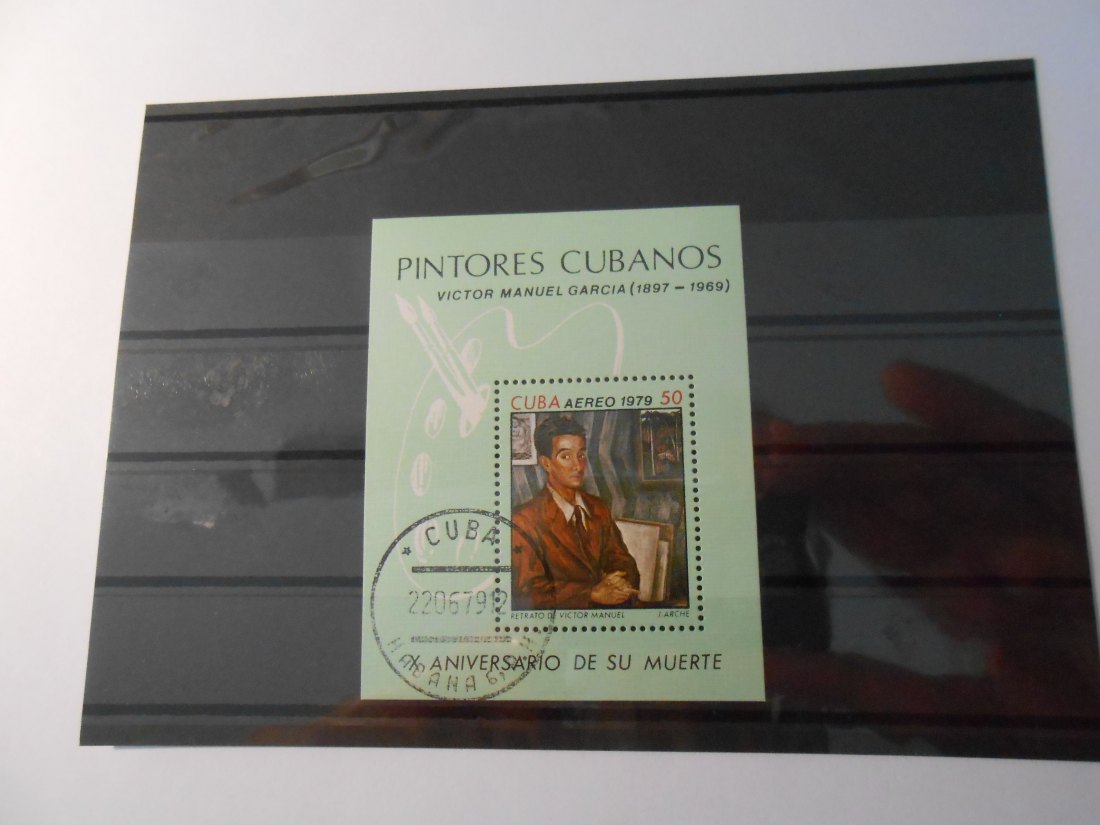 PINTORES CUBANOS
VICTOR MANUEL GARCIA (1897 - 1969)
CUBA AEREO 1979 50
RETRATO DE VICTOR MANUEL J. ARCHE
CUBA
22067912
HABANA 6,
X ANIVERSARIO DE SU MUERTE